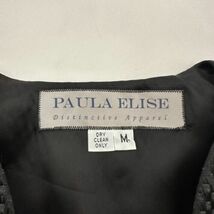 PAULA ELISE
Distinctive Apparel
DRY
CLEAN
ONLY
M